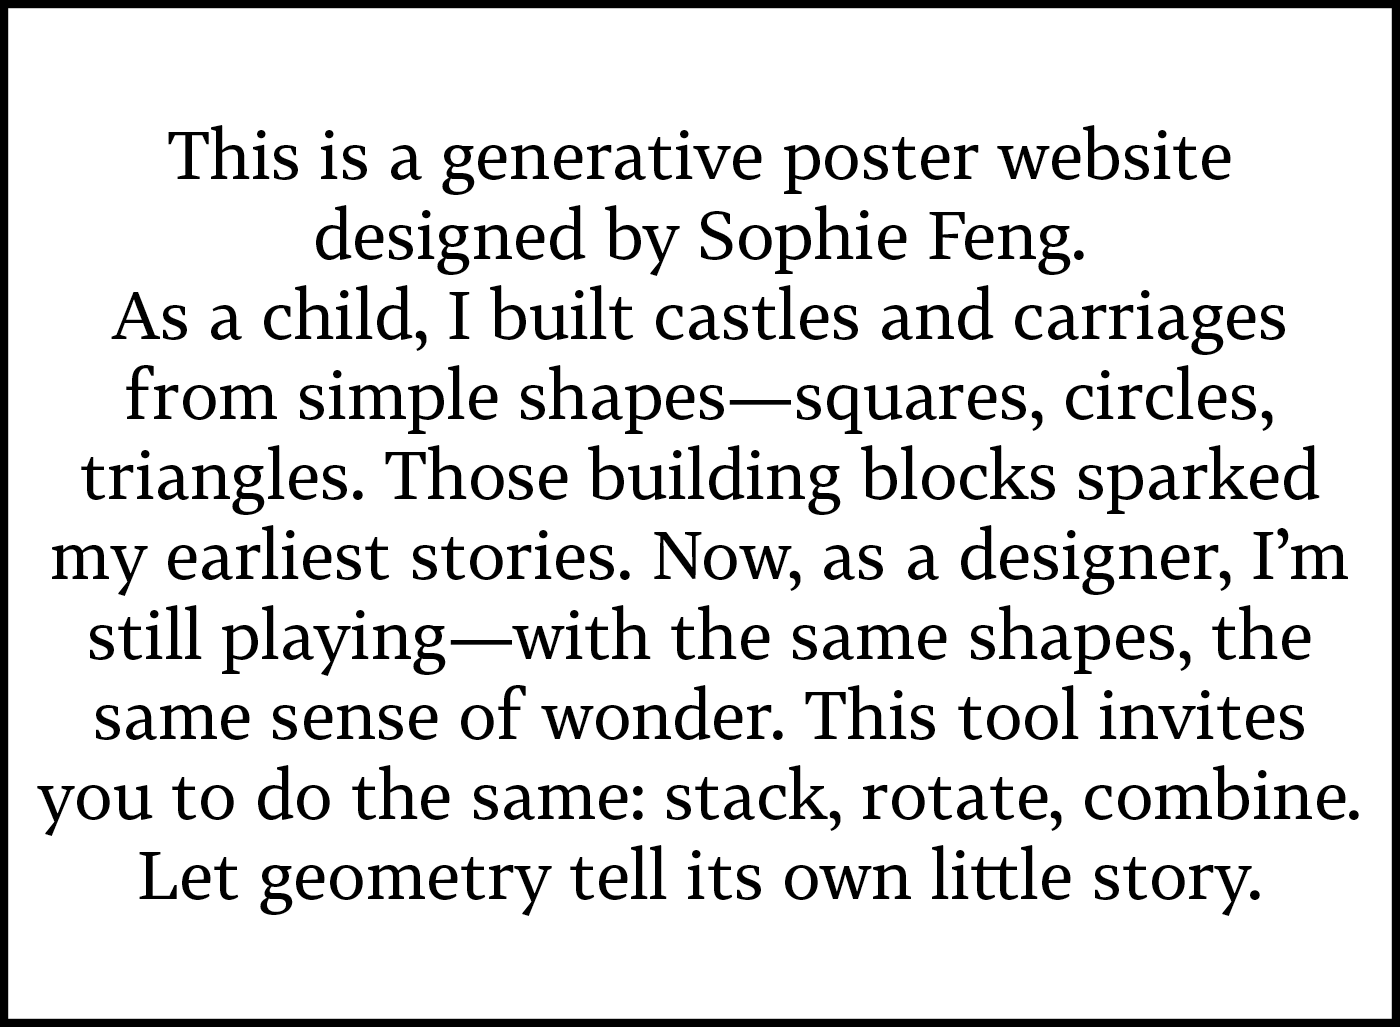 This is a generative poster website
designed by Sophie Feng.
As a child, I built castles and carriages
from simple shapes—squares, circles,
triangles. Those building blocks sparked
my earliest stories. Now, as a designer, I’m
still playing—with the same shapes, the
same sense of wonder. This tool invites
you to do the same: stack, rotate, combine.
Let geometry tell its own little story.